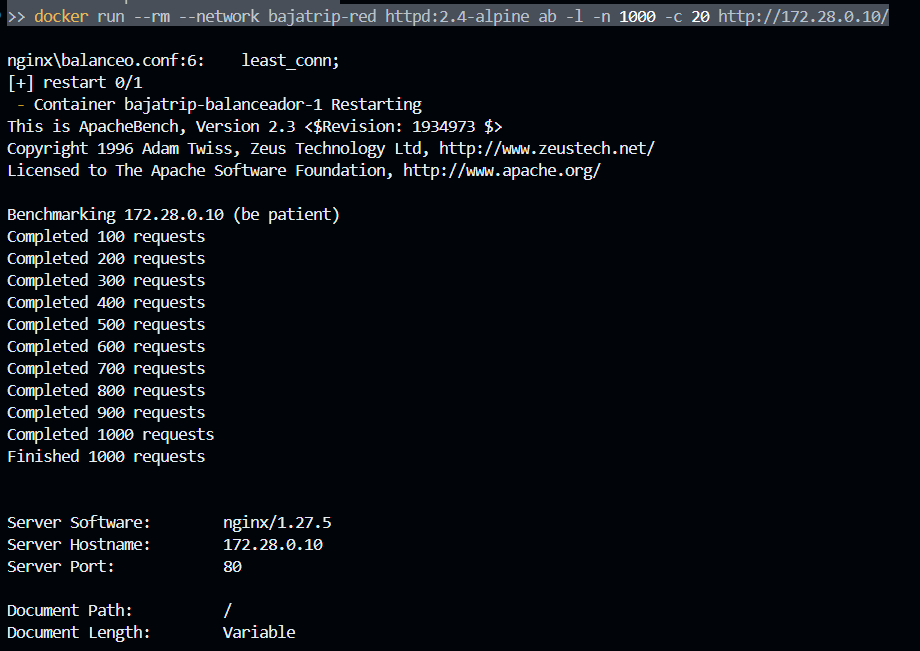 >> docker run --rm --network bajatrip-red httpd:2.4-alpine ab -l -n 1000 -c 20 http://172.28.0.10/
nginx\balanceo.conf:6:    least_conn;
[+] restart 0/1
 - Container bajatrip-balanceador-1 Restarting
This is ApacheBench, Version 2.3 <$Revision: 1934973 $>
Copyright 1996 Adam Twiss, Zeus Technology Ltd, http://www.zeustech.net/
Licensed to The Apache Software Foundation, http://www.apache.org/
Benchmarking 172.28.0.10 (be patient)
Completed 100 requests
Completed 200 requests
Completed 300 requests
Completed 400 requests
Completed 500 requests
Completed 600 requests
Completed 700 requests
Completed 800 requests
Completed 900 requests
Completed 1000 requests
Finished 1000 requests
Server Software:        nginx/1.27.5
Server Hostname:        172.28.0.10
Server Port:            80
Document Path:          /
Document Length:        Variable